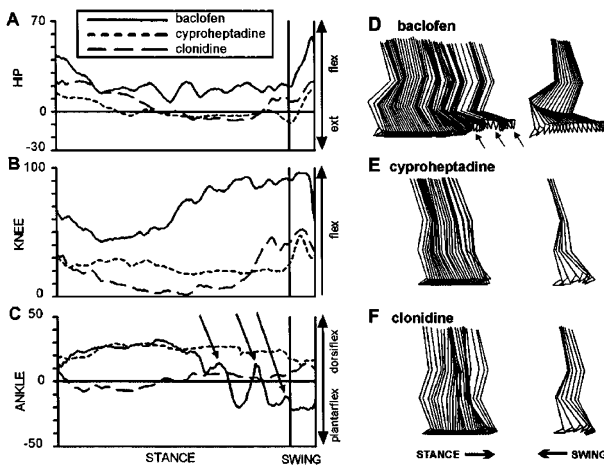 A
70
HIP
0
-30
baclofen
cyproheptadine
clonidine
flex
ext
B
100
KNEE
0
flex
C
50
ANKLE
0
-50
dorsiflex
plantarflex
STANCE
SWING
D baclofen
E cyproheptadine
F clonidine
STANCE
SWING